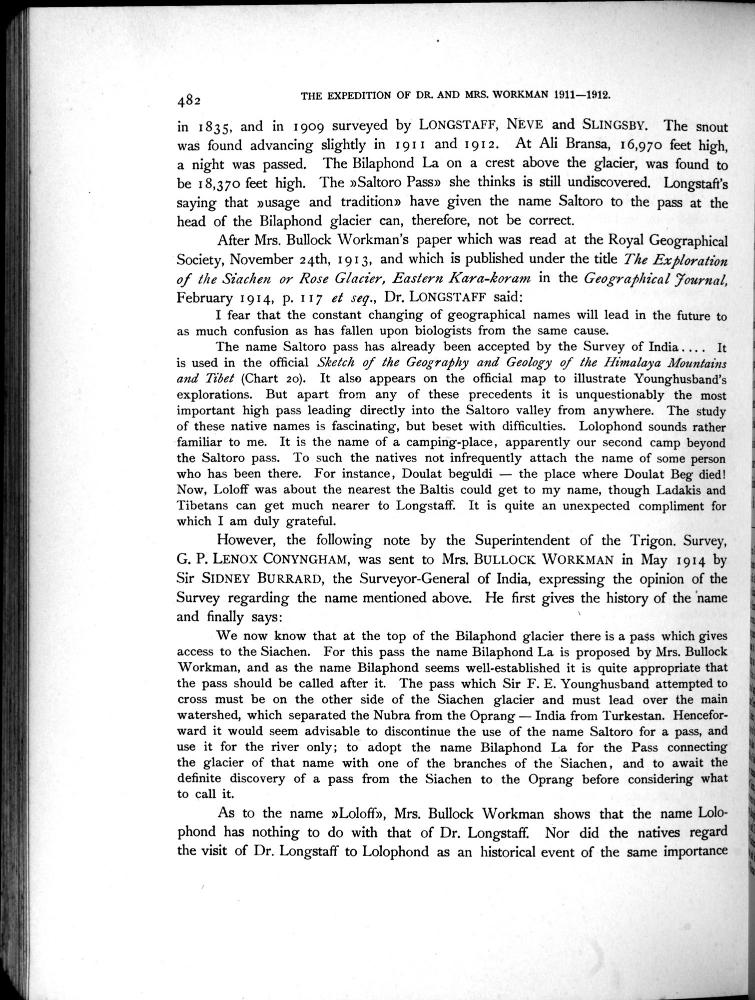 482
THE EXPEDITION OF DR. AND MRS. WORKMAN 1911—1912.
in 1835, and in 1909 surveyed by LONGSTAFF, NEVE and SLINGSBY. The snout
was found advancing slightly in 1911 and 1912. At Ali Bransa, 16,970 feet high,
a night was passed. The Bilaphond La on a crest above the glacier, was found to
be 18,370 feet high. The »Saltoro Pass» she thinks is still undiscovered. Longstaff's
saying that »usage and tradition» have given the name Saltoro to the pass at the
head of the Bilaphond glacier can, therefore, not be correct.
After Mrs. Bullock Workman's paper which was read at the Royal Geographical
Society, November 24th, 1913, and which is published under the title The Exploration
of the Siachen or Rose Glacier, Eastern Kara-koram in the Geographical Journal,
February 1914, p. 117 et seq., Dr. LONGSTAFF said:
I fear that the constant changing of geographical names will lead in the future to
as much confusion as has fallen upon biologists from the same cause.
The name Saltoro pass has already been accepted by the Survey of India.... It
is used in the official Sketch of the Geography and Geology of the Himalaya Mountains
and Tibet (Chart 20). It also appears on the official map to illustrate Younghusband's
explorations. But apart from any of these precedents it is unquestionably the most
important high pass leading directly into the Saltoro valley from anywhere. The study
of these native names is fascinating, but beset with difficulties. Lolophond sounds rather
familiar to me. It is the name of a camping-place, apparently our second camp beyond
the Saltoro pass. To such the natives not infrequently attach the name of some person
who has been there. For instance, Doulat beguldi — the place where Doulat Beg died!
Now, Loloff was about the nearest the Baltis could get to my name, though Ladakis and
Tibetans can get much nearer to Longstaff. It is quite an unexpected compliment for
which I am duly grateful.
However, the following note by the Superintendent of the Trigon. Survey,
G. P. LENOX CONYNGHAM, was sent to Mrs. BULLOCK WORKMAN in May 1914 by
Sir SIDNEY BURRARD, the Surveyor-General of India, expressing the opinion of the
Survey regarding the name mentioned above. He first gives the history of the name
and finally says:
We now know that at the top of the Bilaphond glacier there is a pass which gives
access to the Siachen. For this pass the name Bilaphond La is proposed by Mrs. Bullock
Workman, and as the name Bilaphond seems well-established it is quite appropriate that
the pass should be called after it. The pass which Sir F. E. Younghusband attempted to
cross must be on the other side of the Siachen glacier and must lead over the main
watershed, which separated the Nubra from the Oprang — India from Turkestan. Hencefor-
ward it would seem advisable to discontinue the use of the name Saltoro for a pass, and
use it for the river only; to adopt the name Bilaphond La for the Pass connecting
the glacier of that name with one of the branches of the Siachen, and to await the
definite discovery of a pass from the Siachen to the Oprang before considering what
to call it.
As to the name »Loloff», Mrs. Bullock Workman shows that the name Lolo-
phond has nothing to do with that of Dr. Longstaff. Nor did the natives regard
the visit of Dr. Longstaff to Lolophond as an historical event of the same importance